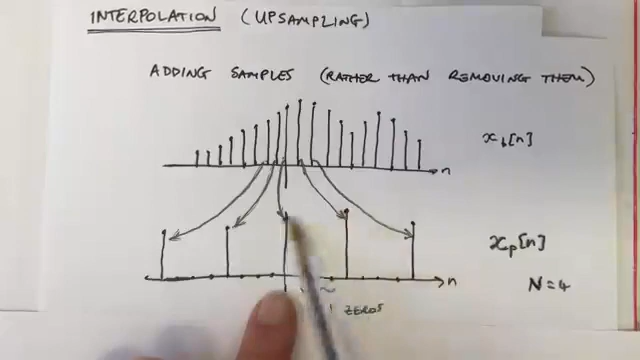 INTERPOLATION (UPSAMPLING)
ADDING SAMPLES (RATHER THAN REMOVING THEM)
x_b[n]
n
x_p[n]
n
N=4
ZEROS